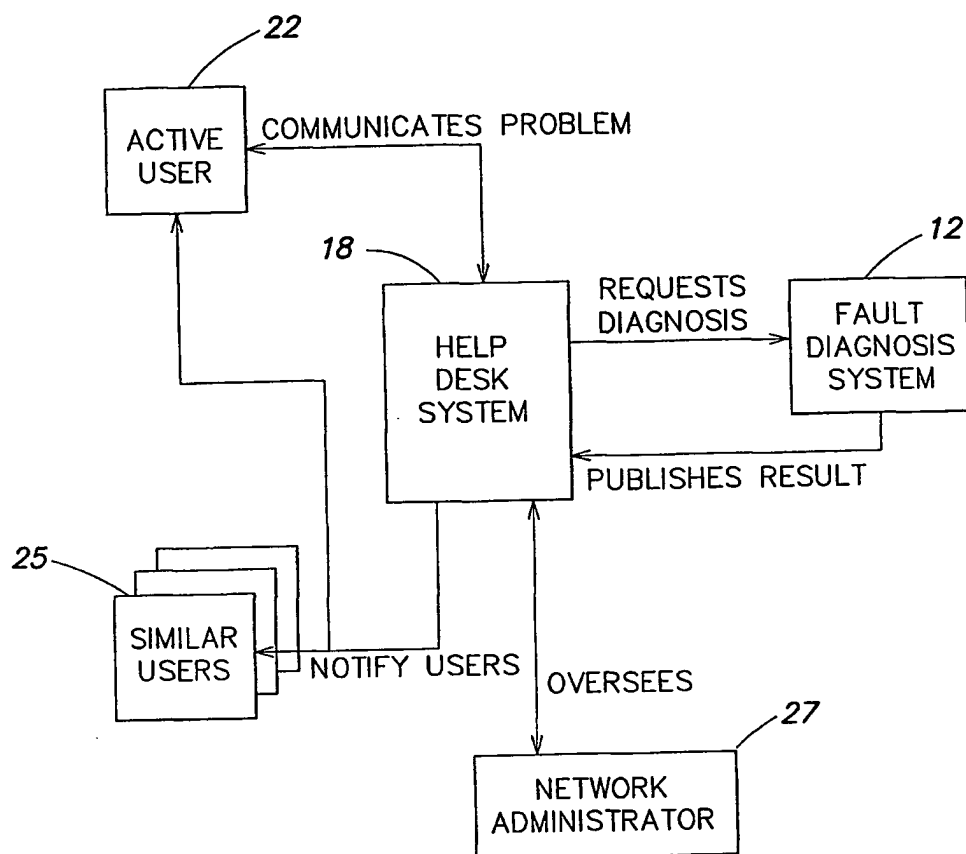 22
ACTIVE
USER
COMMUNICATES PROBLEM
18
HELP
DESK
SYSTEM
REQUESTS
DIAGNOSIS
12
FAULT
DIAGNOSIS
SYSTEM
PUBLISHES RESULT
25
SIMILAR
USERS
NOTIFY USERS
OVERSEES
27
NETWORK
ADMINISTRATOR